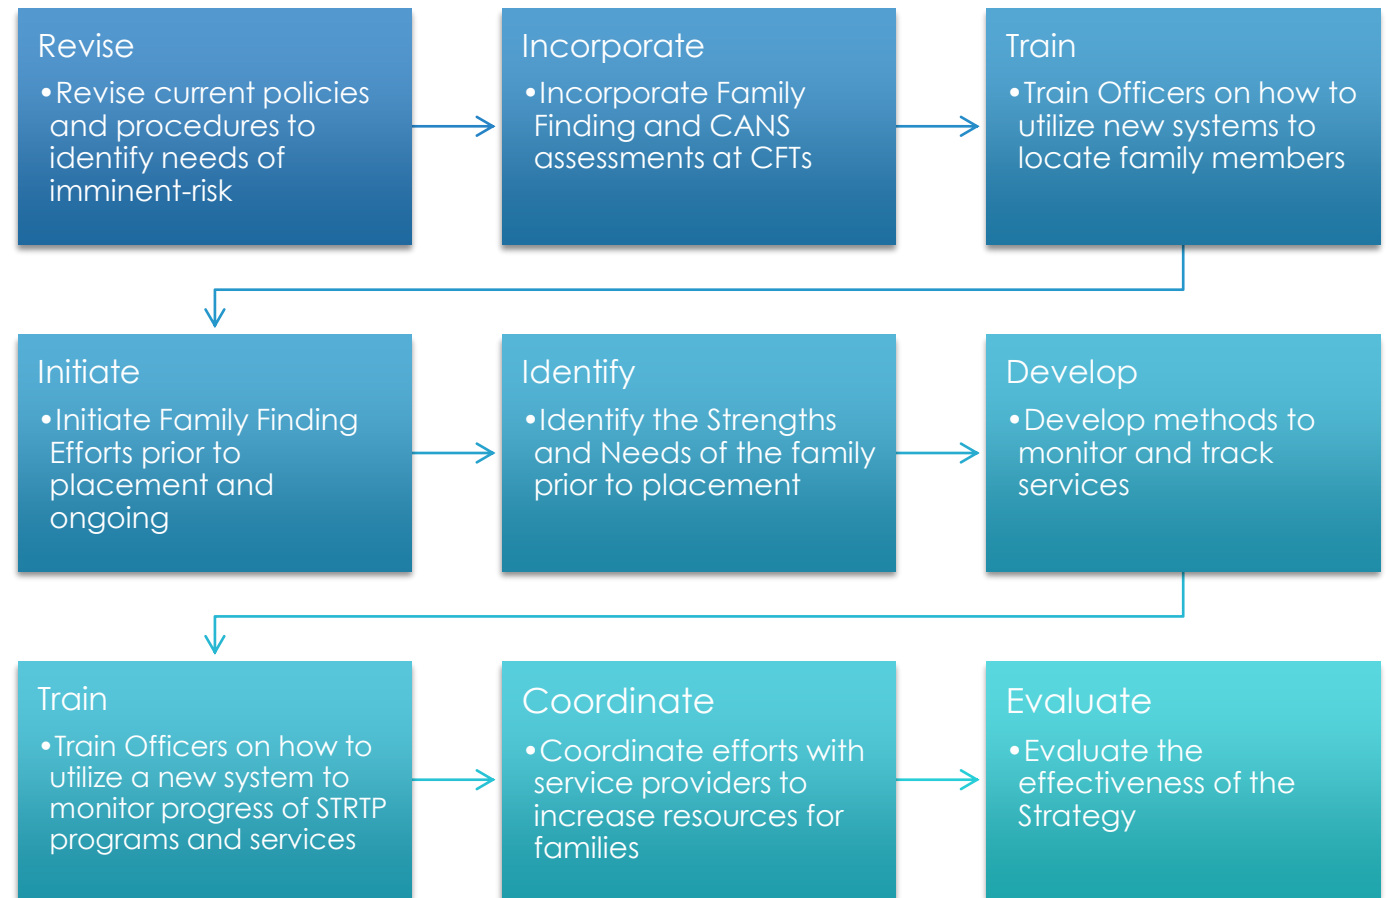 Revise
•Revise current policies
and procedures to
identify needs of
imminent-risk
Incorporate
•Incorporate Family
Finding and CANS
assessments at CFTs
Train
•Train Officers on how to
utilize new systems to
locate family members
Initiate
•Initiate Family Finding
Efforts prior to
placement and
ongoing
Identify
•Identify the Strengths
and Needs of the family
prior to placement
Develop
•Develop methods to
monitor and track
services
Train
•Train Officers on how to
utilize a new system to
monitor progress of STRTP
programs and services
Coordinate
•Coordinate efforts with
service providers to
increase resources for
families
Evaluate
•Evaluate the
effectiveness of the
Strategy